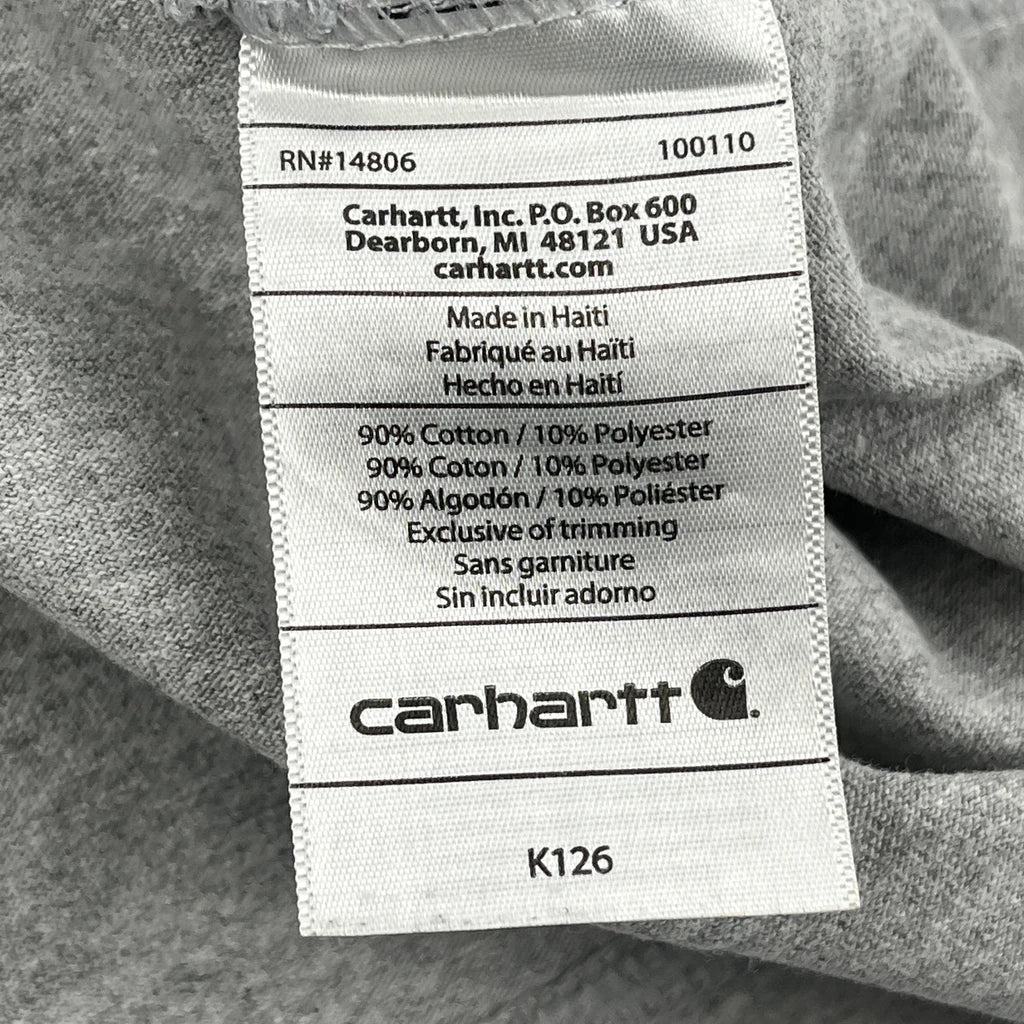 RN#14806 100110
Carhartt, Inc. P.O. Box 600
Dearborn, MI 48121 USA
carhartt.com
Made in Haiti
Fabriqué au Haïti
Hecho en Haití
90% Cotton / 10% Polyester
90% Coton / 10% Polyester
90% Algodón / 10% Poliéster
Exclusive of trimming
Sans garniture
Sin incluir adorno
carhartt
K126